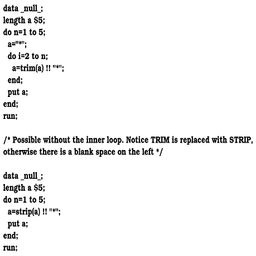 data _null_;
length a $5;
do n=1 to 5;
a="*";
do i=2 to n;
a=trim(a) !! "*";
end;
put a;
end;
run;
/* Possible without the inner loop. Notice TRIM is replaced with STRIP,
otherwise there is a blank space on the left */
data _null_;
length a $5;
do n=1 to 5;
a=strip(a) !! "*";
put a;
end;
run;